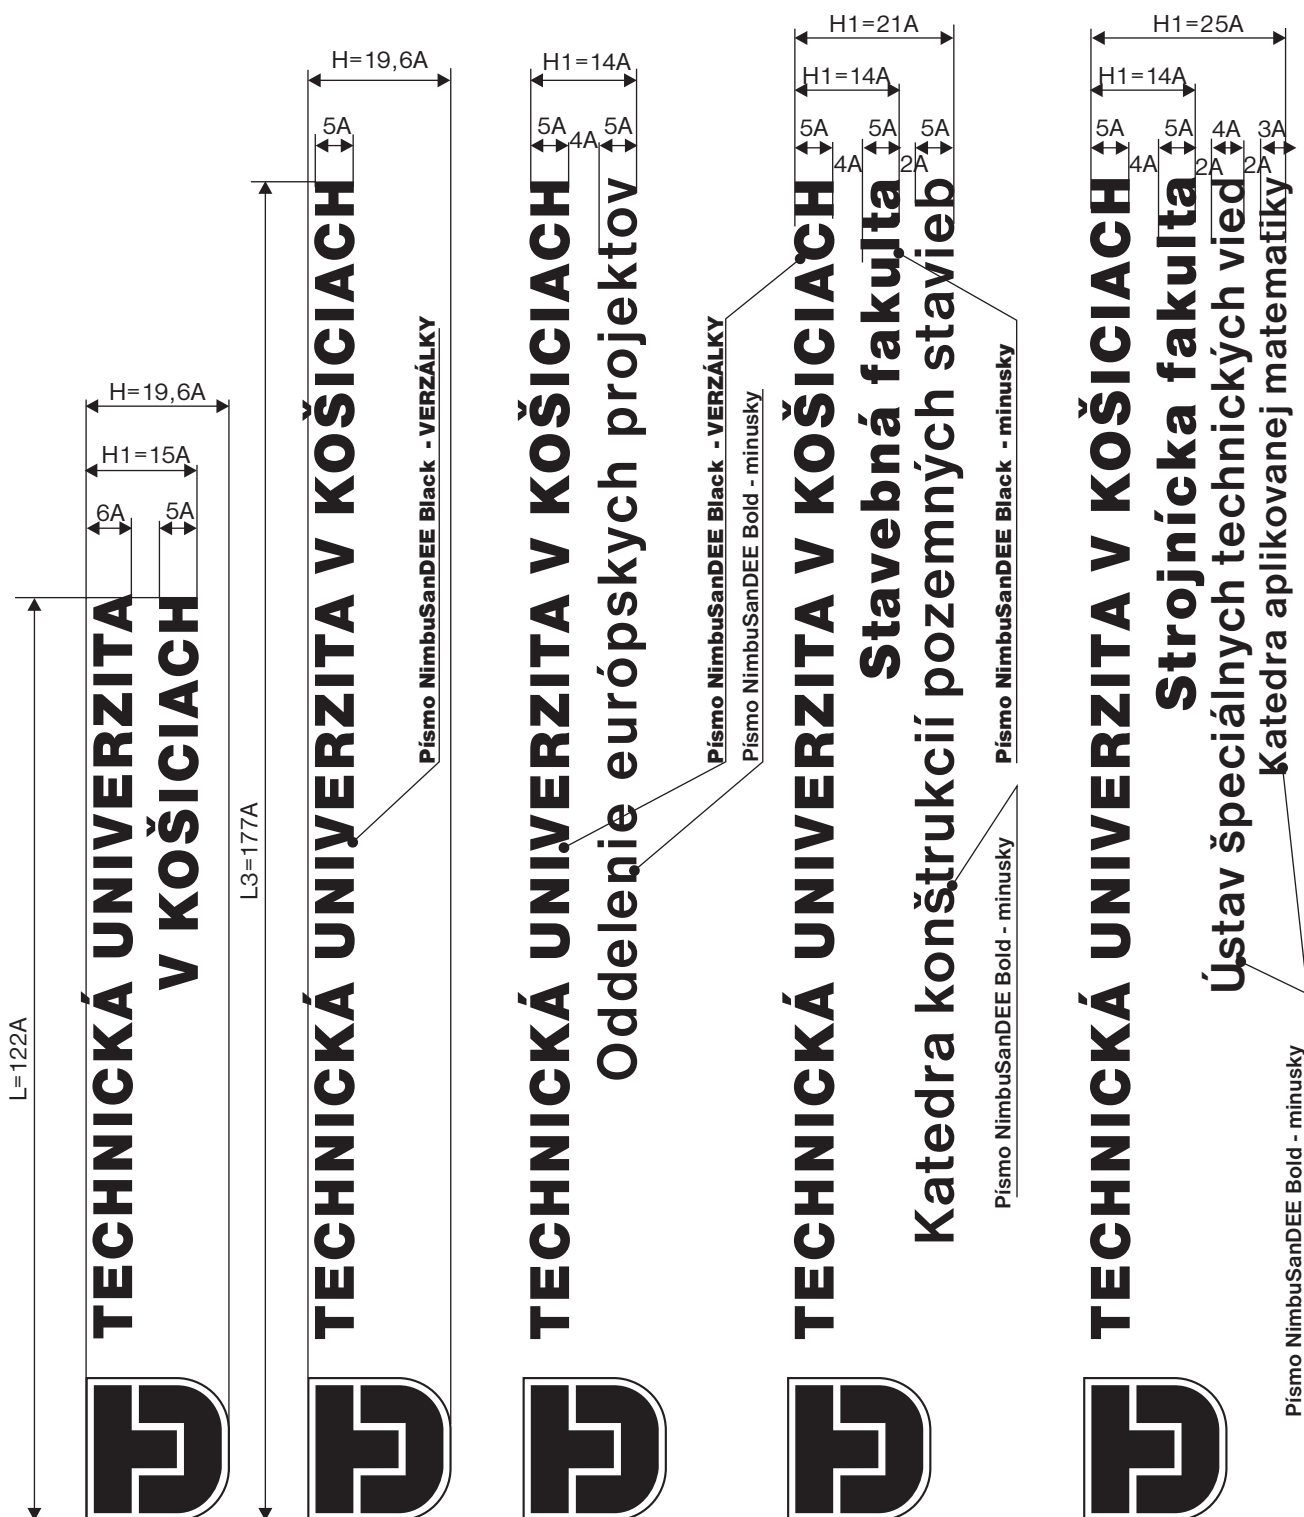 L=122A
H=19,6A
H1=15A
6A
5A
TECHNICKÁ UNIVERZITA
V KOŠICIACH
L3=177A
H=19,6A
5A
TECHNICKÁ UNIVERZITA V KOŠICIACH
Písmo NimbuSanDEE Black - VERZÁLKY
H1=14A
5A
4A
5A
TECHNICKÁ UNIVERZITA V KOŠICIACH
Oddelenie európskych projektov
Písmo NimbuSanDEE Black - VERZÁLKY
Písmo NimbuSanDEE Bold - minusky
H1=21A
H1=14A
5A
4A
5A
2A
5A
TECHNICKÁ UNIVERZITA V KOŠICIACH
Stavebná fakulta
Katedra konštrukcií pozemných stavieb
Písmo NimbuSanDEE Black - minusky
Písmo NimbuSanDEE Bold - minusky
H1=25A
H1=14A
5A
4A
5A
2A
4A
2A
3A
TECHNICKÁ UNIVERZITA V KOŠICIACH
Strojnícka fakulta
Ústav špeciálnych technických vied
Katedra aplikovanej matematiky
Písmo NimbuSanDEE Bold - minusky